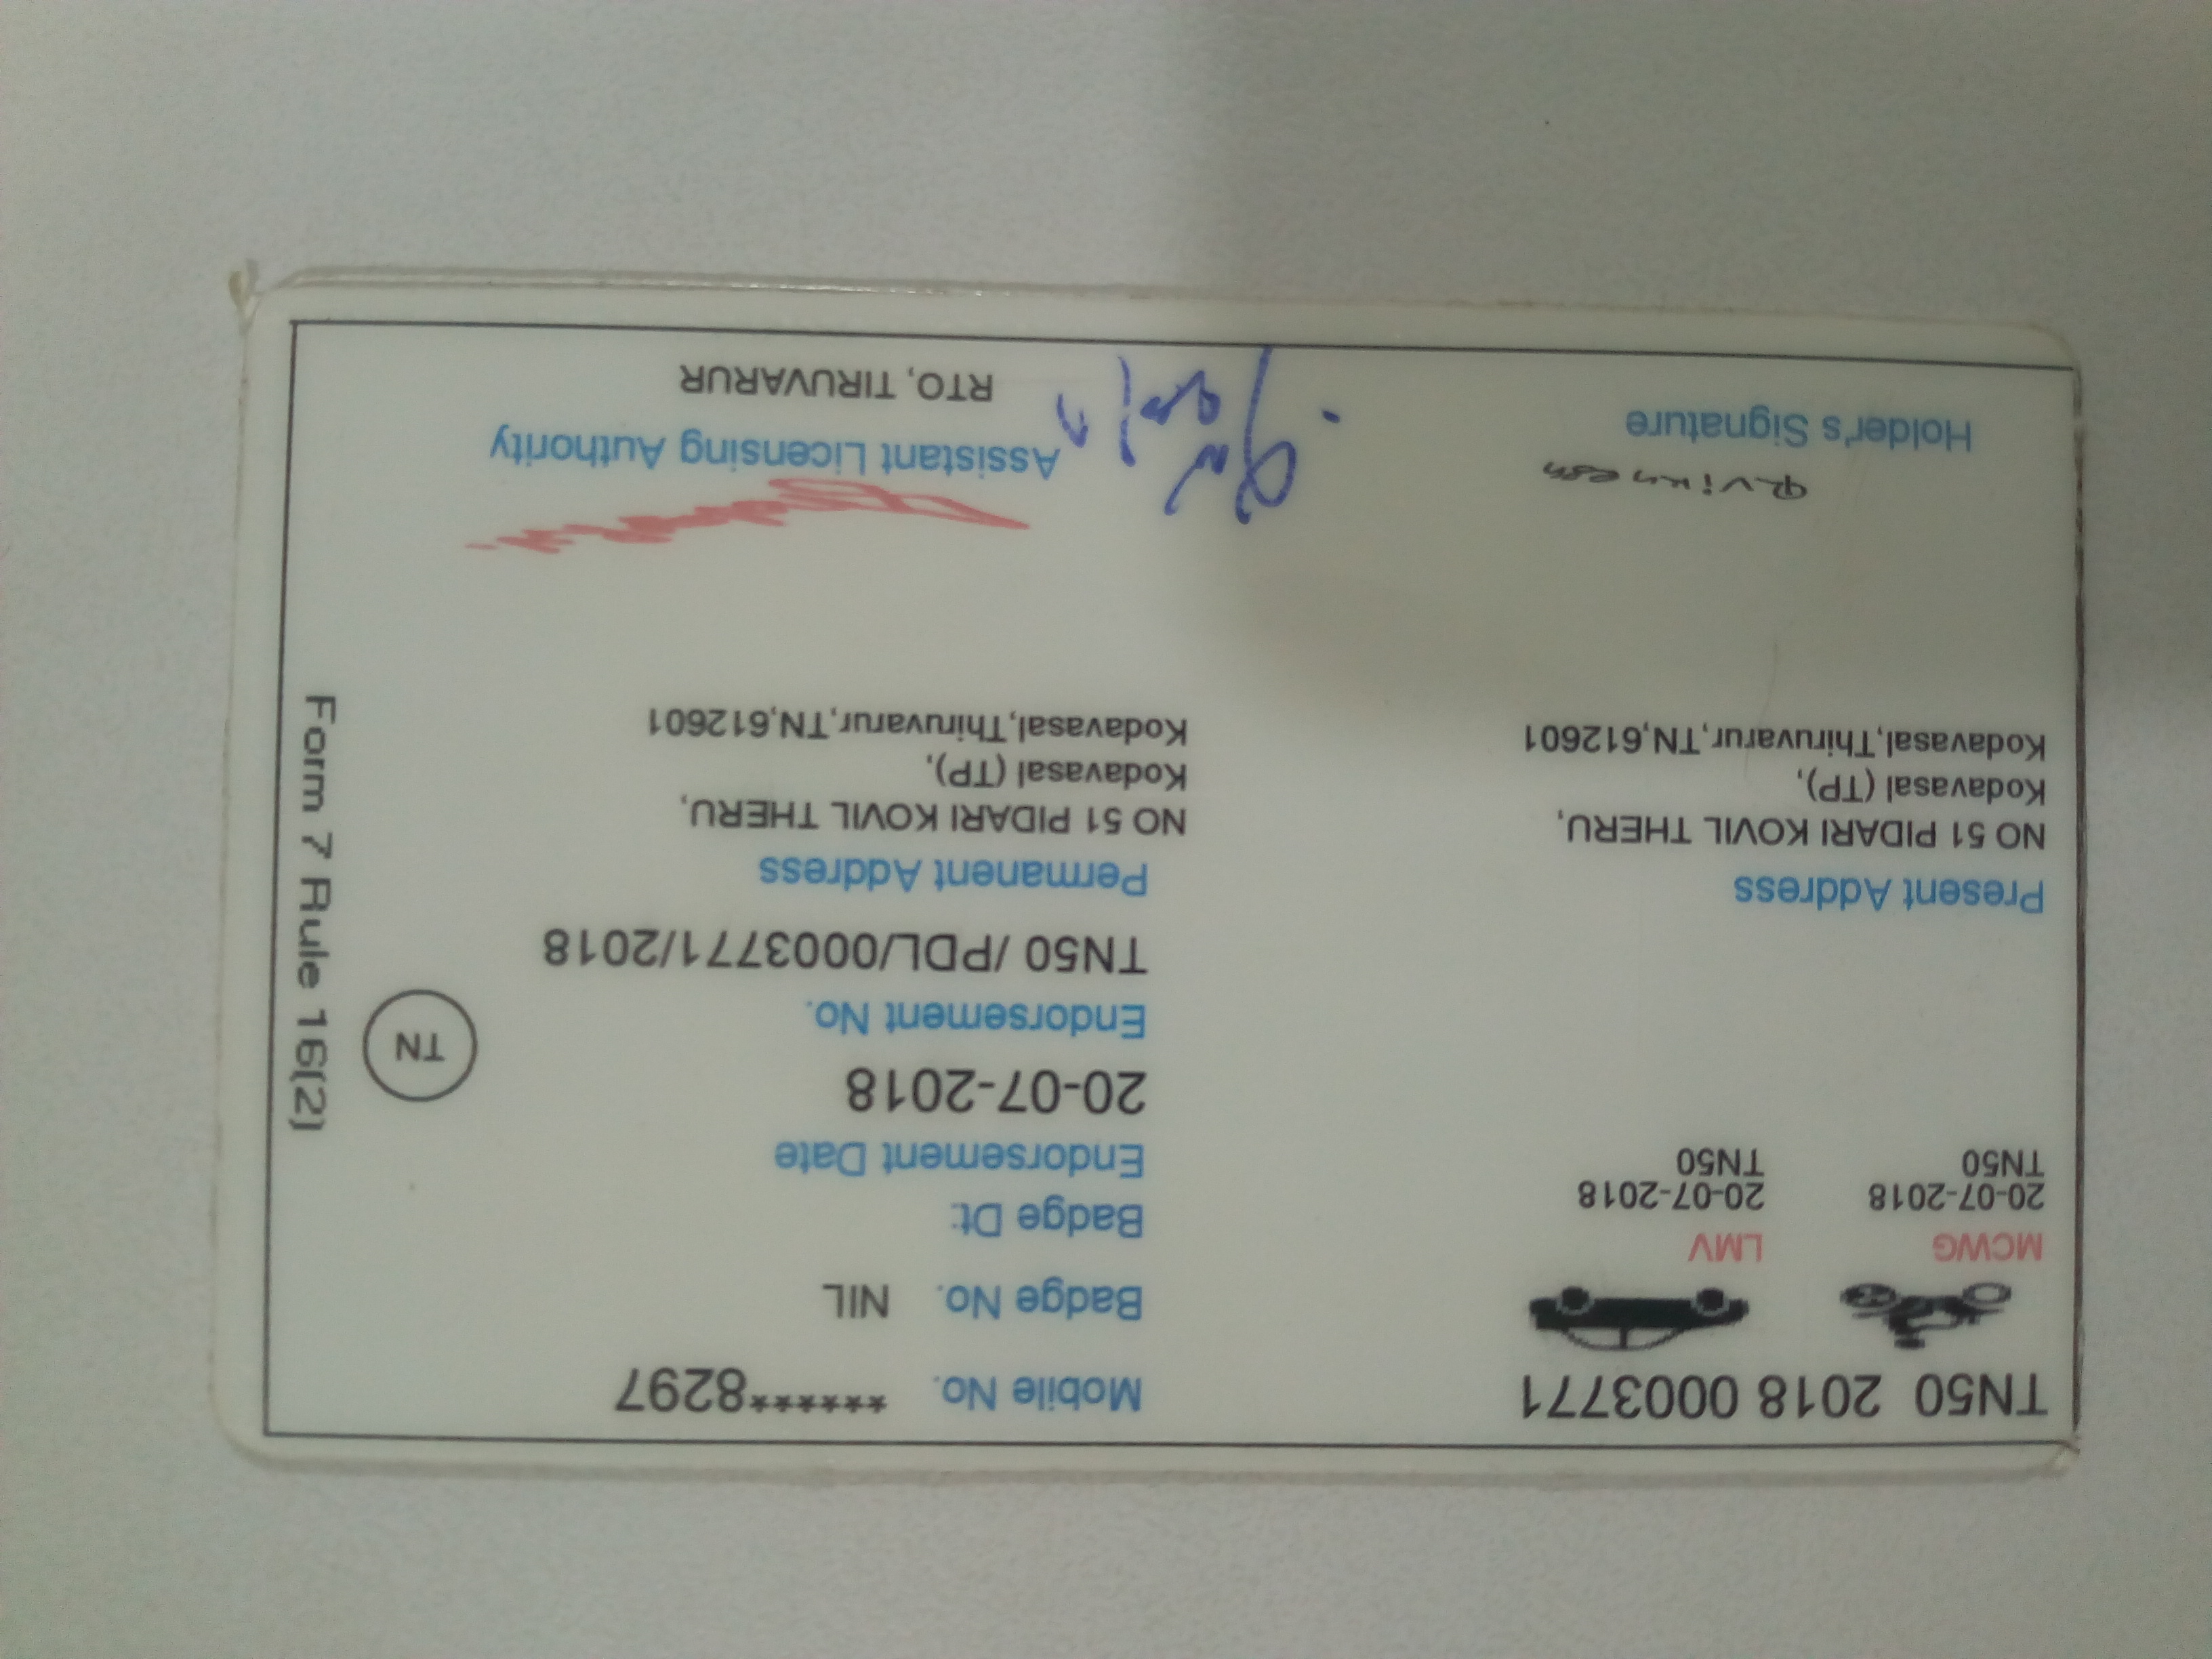 TN50 2018 0003771
MCWG
20-07-2018
TN50
LMV
20-07-2018
TN50
Present Address
NO 51 PIDARI KOVIL THERU,
Kodavasal (TP),
Kodavasal,Thiruvarur,TN,612601
Holder's Signature
Mobile No. ******8297
Badge No. NIL
Badge Dt:
Endorsement Date
20-07-2018
Endorsement No.
TN50 /PDL/0003771/2018
Permanent Address
NO 51 PIDARI KOVIL THERU,
Kodavasal (TP),
Kodavasal,Thiruvarur,TN,612601
Assistant Licensing Authority
RTO, TIRUVARUR
TN
Form 7 Rule 16(2)